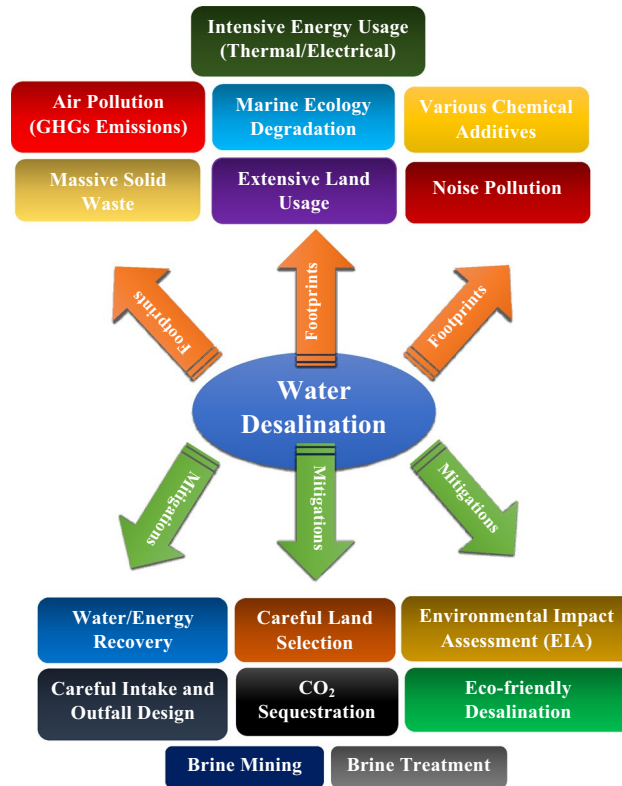 Intensive Energy Usage
(Thermal/Electrical)
Air Pollution
(GHGs Emissions)
Marine Ecology
Degradation
Various Chemical
Additives
Massive Solid
Waste
Extensive Land
Usage
Noise Pollution
Footprints
Footprints
Footprints
Water
Desalination
Mitigations
Mitigations
Mitigations
Water/Energy
Recovery
Careful Land
Selection
Environmental Impact
Assessment (EIA)
Careful Intake and
Outfall Design
CO₂
Sequestration
Eco-friendly
Desalination
Brine Mining
Brine Treatment